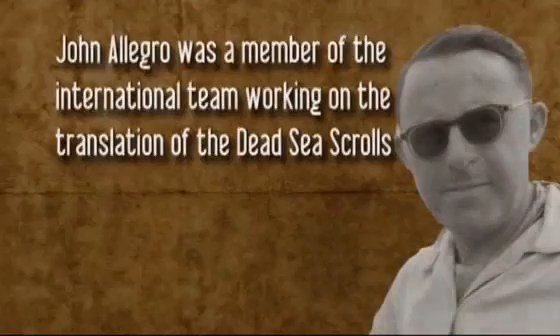 John Allegro was a member of the
international team working on the
translation of the Dead Sea Scrolls